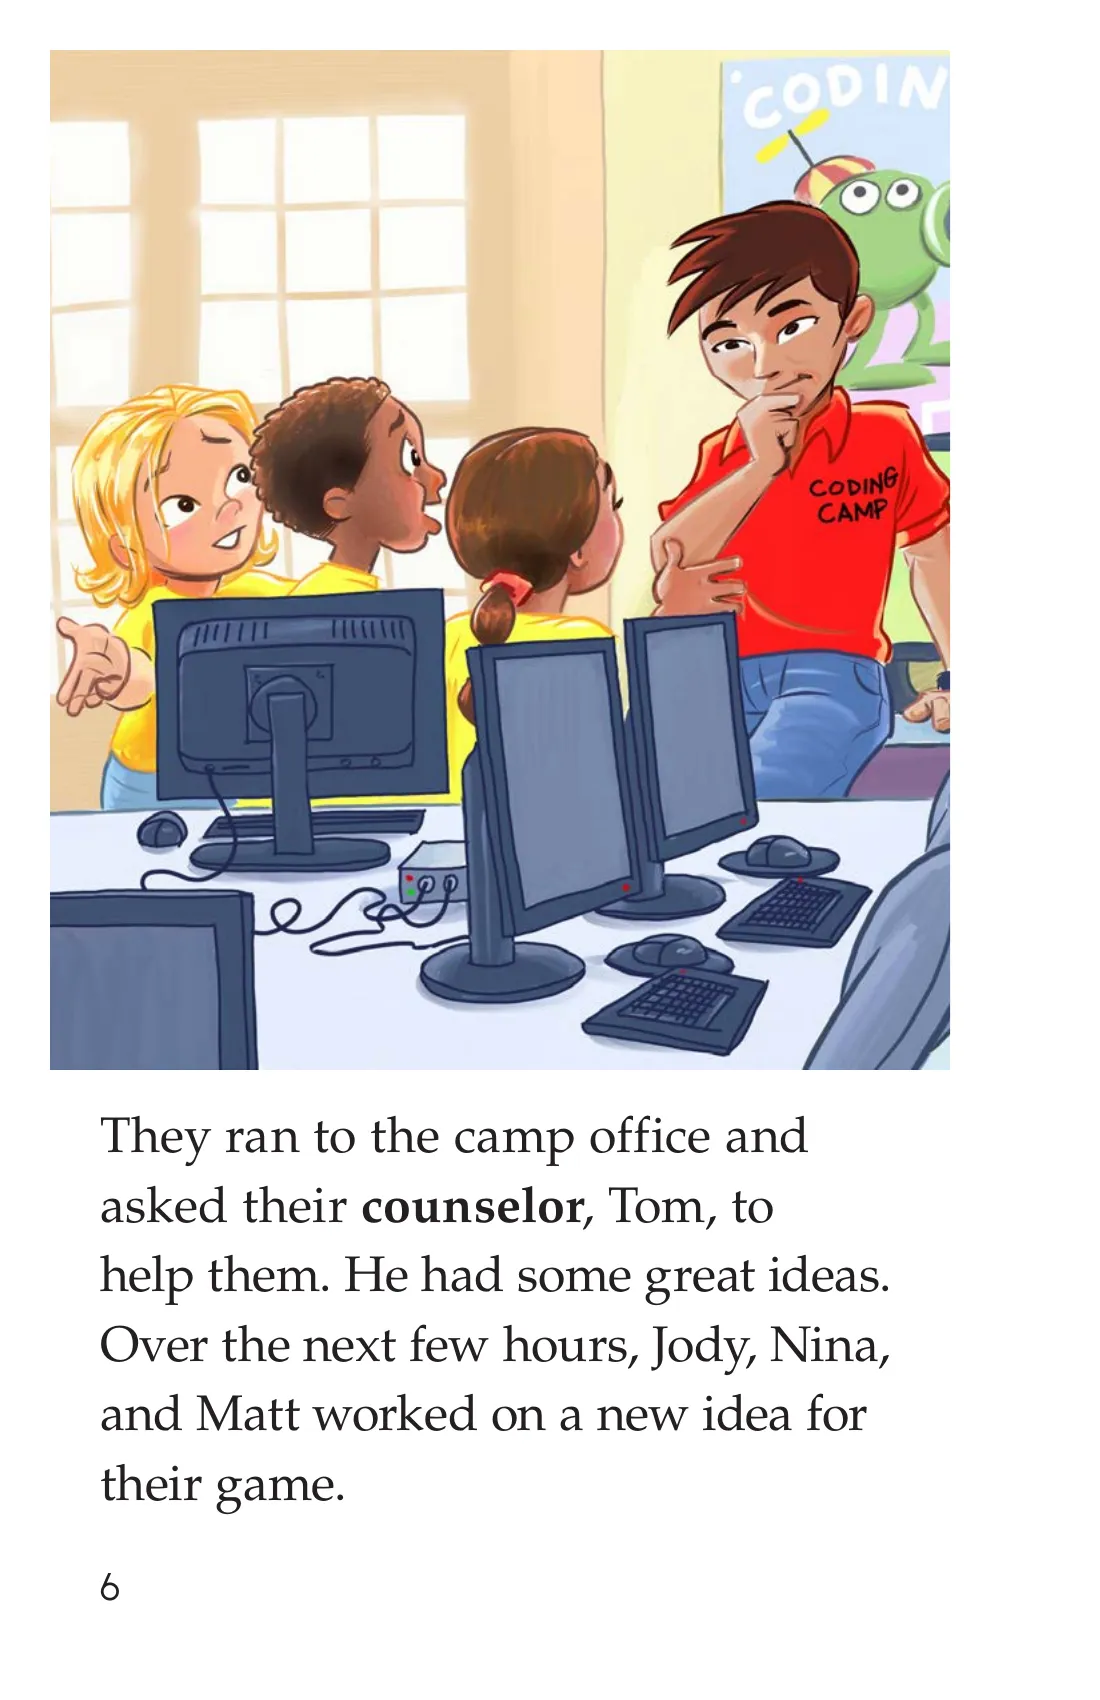 CODIN
CODING
CAMP
They ran to the camp office and
asked their counselor, Tom, to
help them. He had some great ideas.
Over the next few hours, Jody, Nina,
and Matt worked on a new idea for
their game.
6